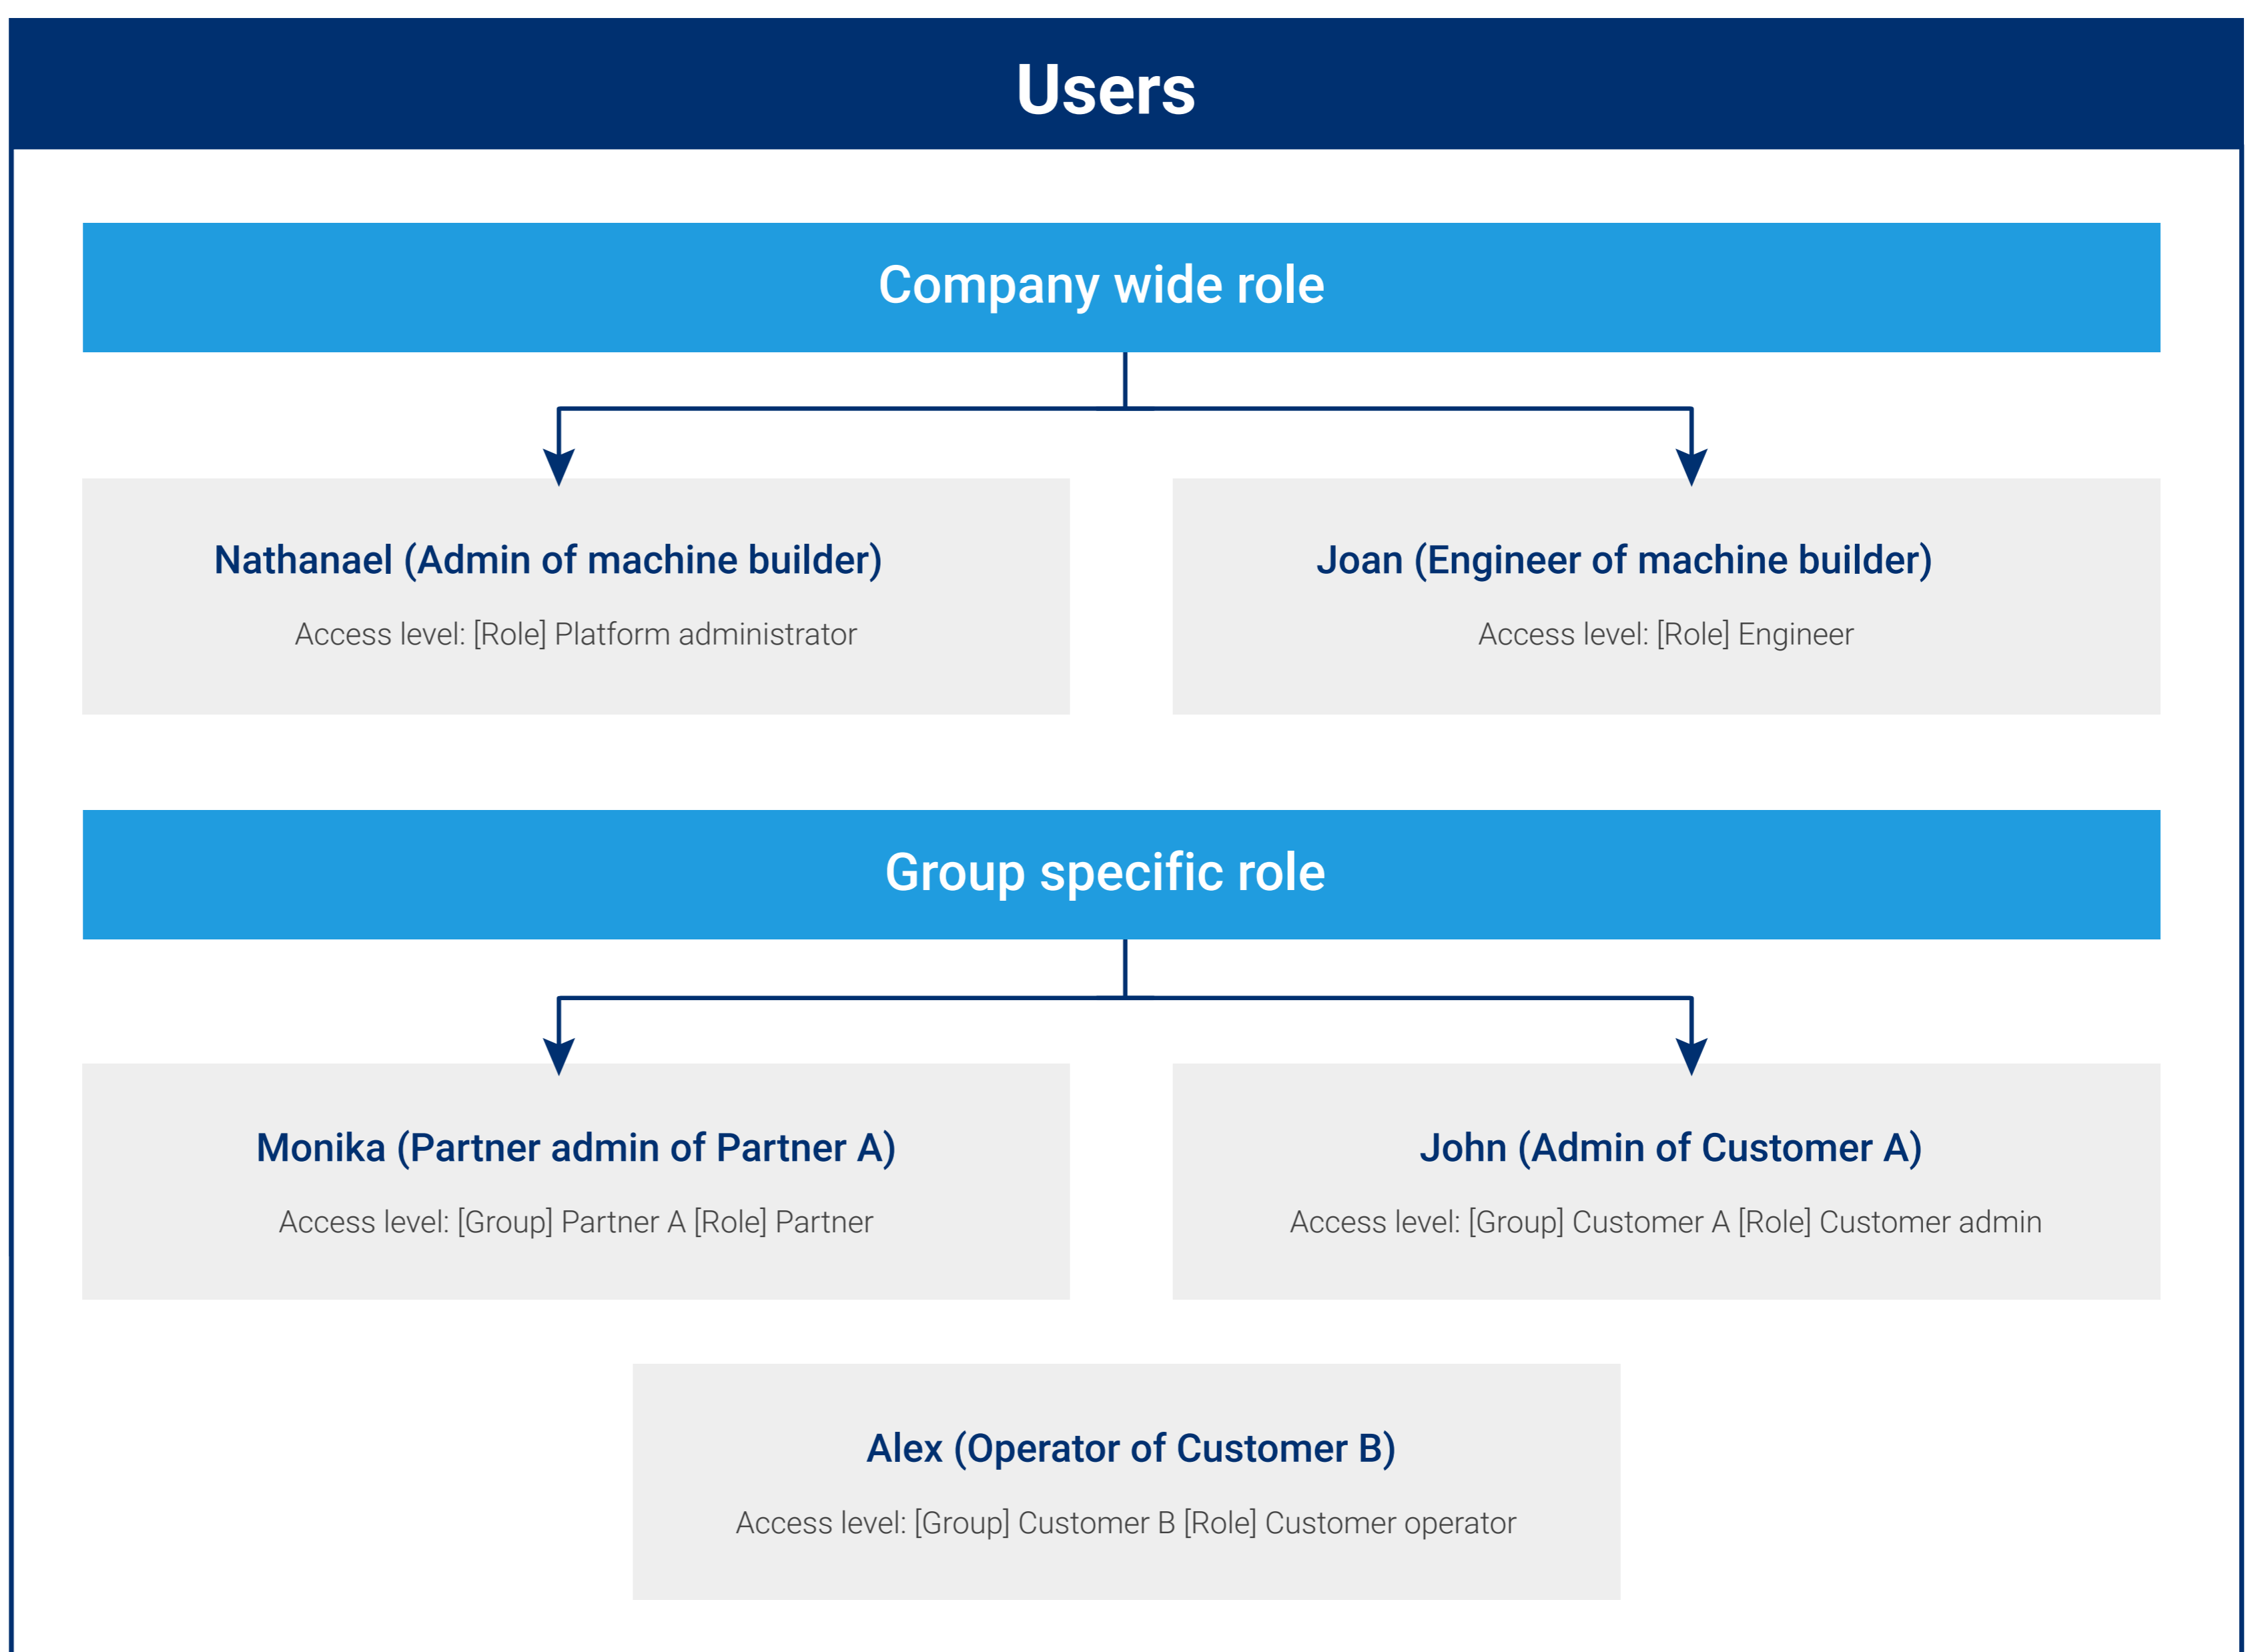 Users
Company wide role
Nathanael (Admin of machine builder)
Access level: [Role] Platform administrator
Joan (Engineer of machine builder)
Access level: [Role] Engineer
Group specific role
Monika (Partner admin of Partner A)
Access level: [Group] Partner A [Role] Partner
John (Admin of Customer A)
Access level: [Group] Customer A [Role] Customer admin
Alex (Operator of Customer B)
Access level: [Group] Customer B [Role] Customer operator